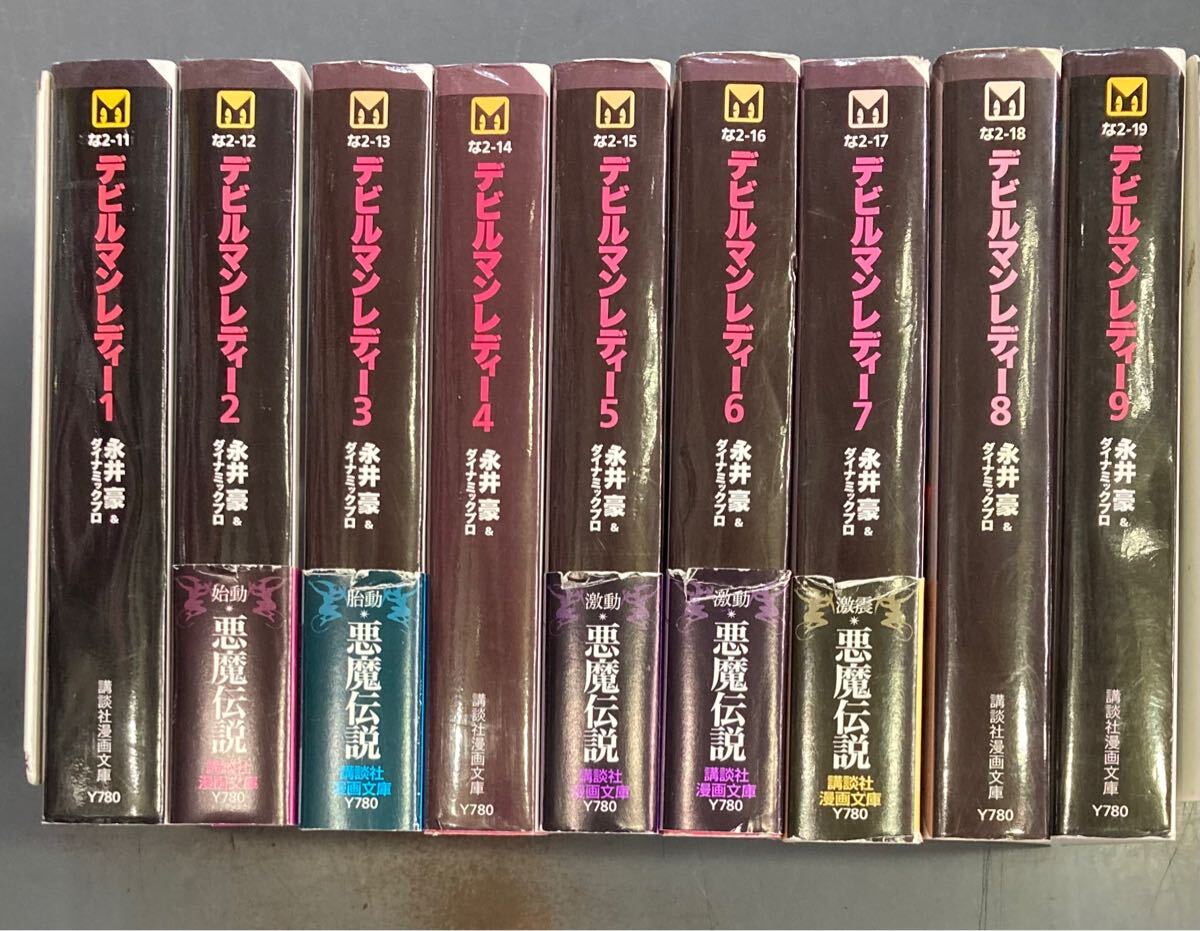 な2-11
デビルマンレディー1
永井豪&
ダイナミックプロ
講談社漫画文庫
Y780
な2-12
デビルマンレディー2
永井豪&
ダイナミックプロ
始動
悪魔伝説
講談社
漫画文庫
Y780
な2-13
デビルマンレディー3
永井豪&
ダイナミックプロ
胎動
悪魔伝説
講談社
漫画文庫
Y780
な2-14
デビルマンレディー4
永井豪&
ダイナミックプロ
講談社漫画文庫
Y780
な2-15
デビルマンレディー5
永井豪&
ダイナミックプロ
激動
悪魔伝説
講談社
漫画文庫
Y780
な2-16
デビルマンレディー6
永井豪&
ダイナミックプロ
激動
悪魔伝説
講談社
漫画文庫
Y780
な2-17
デビルマンレディー7
永井豪&
ダイナミックプロ
激震
悪魔伝説
講談社
漫画文庫
Y780
な2-18
デビルマンレディー8
永井豪&
ダイナミックプロ
講談社漫画文庫
Y780
な2-19
デビルマンレディー9
永井豪&
ダイナミックプロ
講談社漫画文庫
Y780